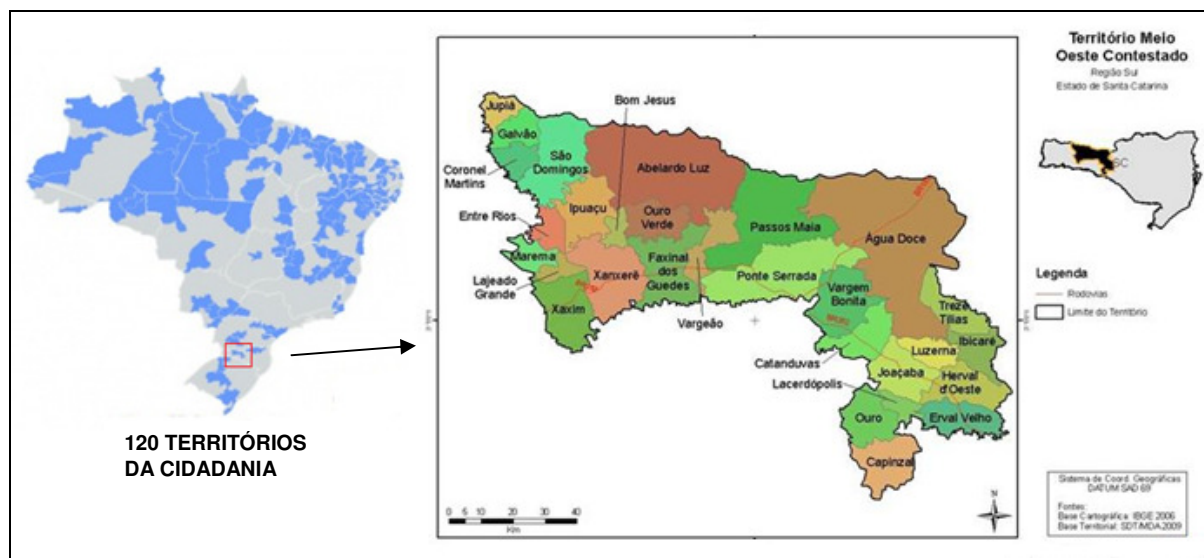 120 TERRITÓRIOS
DA CIDADANIA
Jupiá
Galvão
Coronel
Martins
São
Domingos
Bom Jesus
Abelardo Luz
Entre Rios
Ipuaçu
Ouro
Verde
Passos Maia
Água Doce
Marema
Lajeado
Grande
Xanxerê
Faxinal
dos
Guedes
Ponte Serrada
Vargem
Bonita
Xaxim
Vargeão
Treze
Tílias
Ibicaré
Catanduvas
Luzerna
Joaçaba
Lacerdópolis
Herval
d'Oeste
Ouro
Erval Velho
Capinzal
0 5 10 20 30 40
Km
N
Território Meio
Oeste Contestado
Região Sul
Estado de Santa Catarina
SC
Legenda
Rodovias
Limite do Território
Sistema de Coord. Geográficas
DATUM SAD 69
Fontes:
Base Cartográfica: IBGE 2006
Base Territorial: SDT/MDA 2009